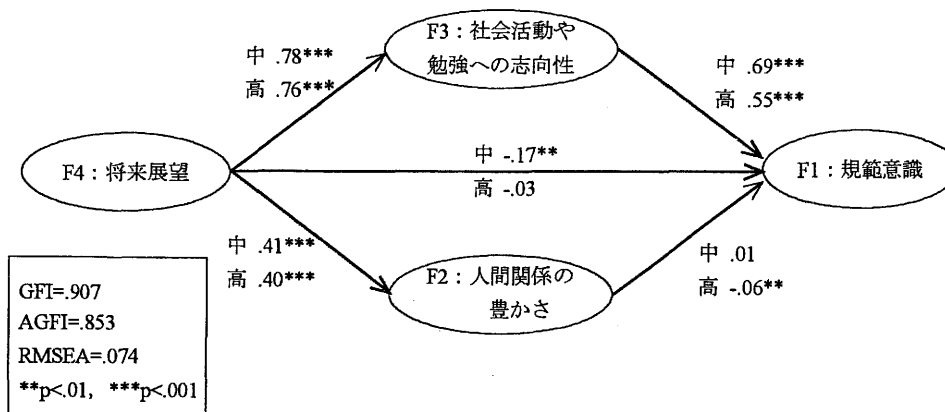 F3：社会活動や
勉強への志向性
中 .78***
高 .76***
中 .69***
高 .55***
F4：将来展望
中 -.17**
高 -.03
F1：規範意識
中 .41***
高 .40***
F2：人間関係の
豊かさ
中 .01
高 -.06**
GFI=.907
AGFI=.853
RMSEA=.074
**p<.01, ***p<.001